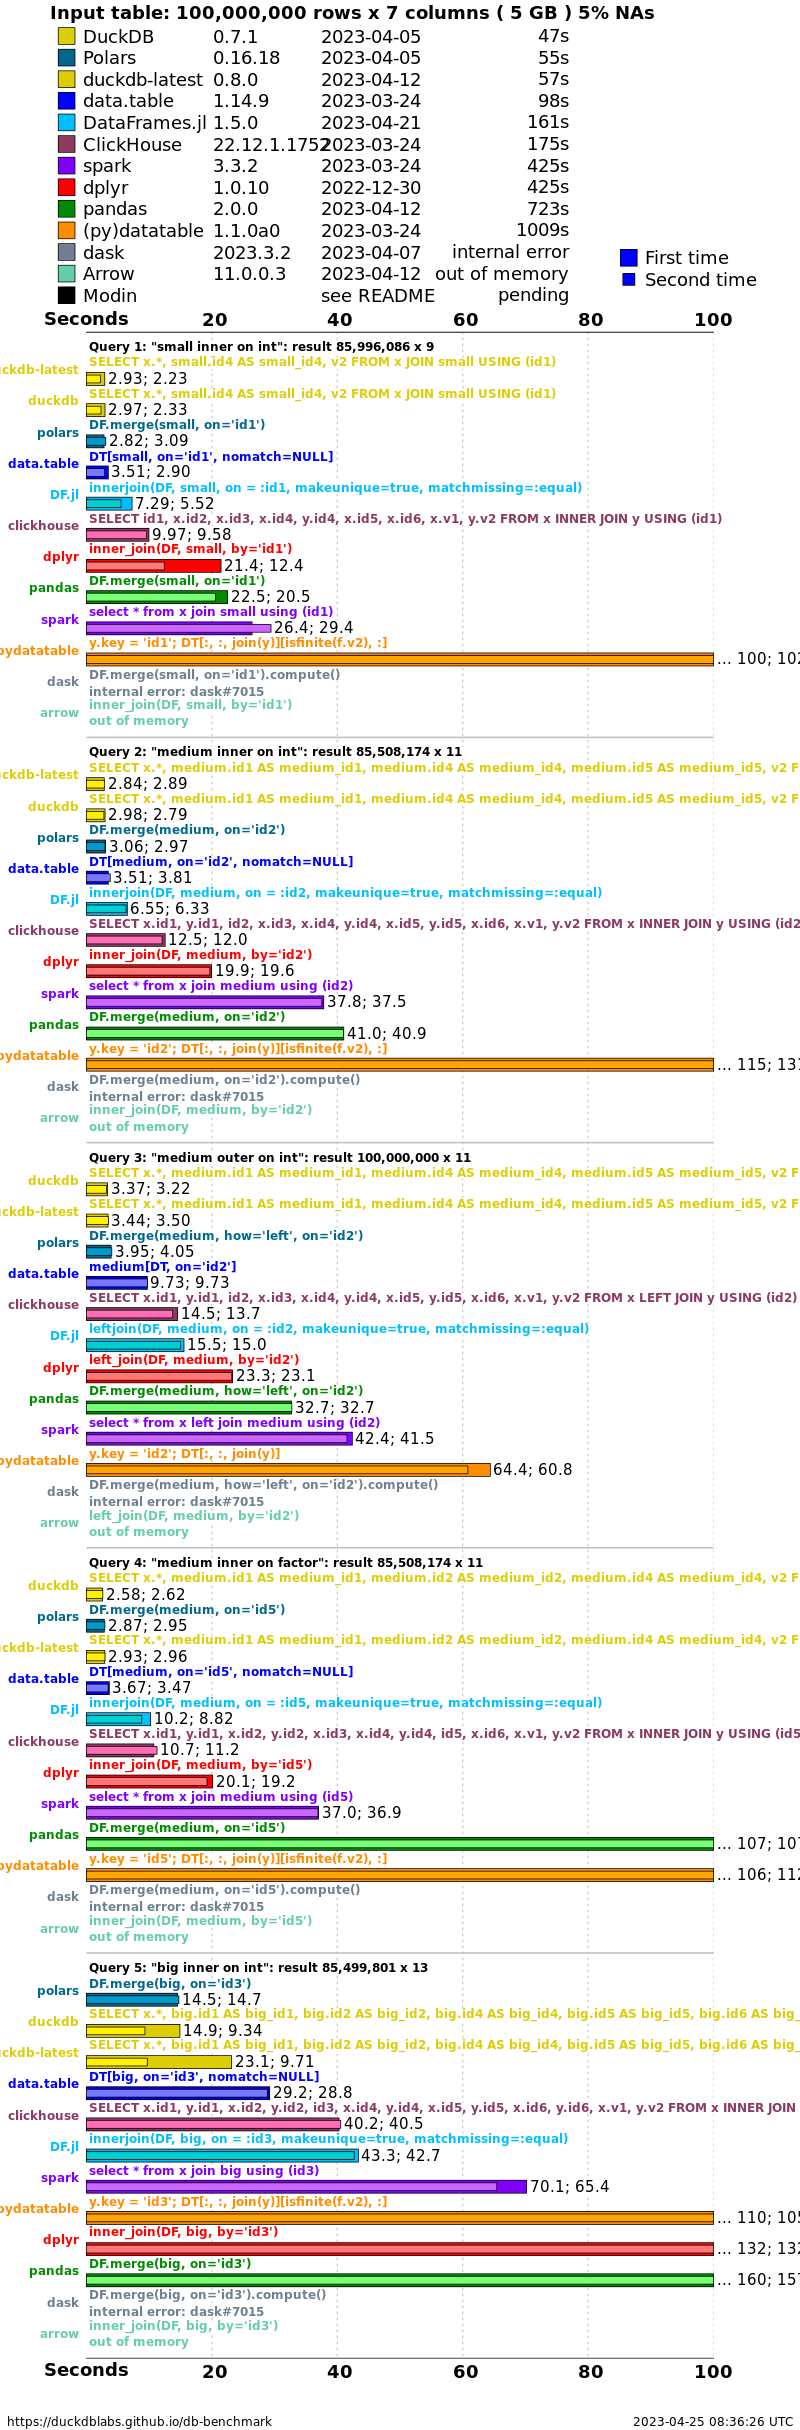 Input table: 100,000,000 rows x 7 columns ( 5 GB ) 5% NAs
DuckDB 0.7.1 2023-04-05 47s
Polars 0.16.18 2023-04-05 55s
duckdb-latest 0.8.0 2023-04-12 57s
data.table 1.14.9 2023-03-24 98s
DataFrames.jl 1.5.0 2023-04-21 161s
ClickHouse 22.12.1.1752 2023-03-24 175s
spark 3.3.2 2023-03-24 425s
dplyr 1.0.10 2022-12-30 425s
pandas 2.0.0 2023-04-12 723s
(py)datatable 1.1.0a0 2023-03-24 1009s
dask 2023.3.2 2023-04-07 internal error
Arrow 11.0.0.3 2023-04-12 out of memory
Modin see README pending
First time
Second time
Seconds 20 40 60 80 100
Query 1: "small inner on int": result 85,996,086 x 9
SELECT x.*, small.id4 AS small_id4, v2 FROM x JOIN small USING (id1)
uckdb-latest 2.93; 2.23
SELECT x.*, small.id4 AS small_id4, v2 FROM x JOIN small USING (id1)
duckdb 2.97; 2.33
DF.merge(small, on='id1')
polars 2.82; 3.09
DT[small, on='id1', nomatch=NULL]
data.table 3.51; 2.90
innerjoin(DF, small, on = :id1, makeunique=true, matchmissing=:equal)
DF.jl 7.29; 5.52
SELECT id1, x.id2, x.id3, x.id4, y.id4, x.id5, x.id6, x.v1, y.v2 FROM x INNER JOIN y USING (id1)
clickhouse 9.97; 9.58
inner_join(DF, small, by='id1')
dplyr 21.4; 12.4
DF.merge(small, on='id1')
pandas 22.5; 20.5
select * from x join small using (id1)
spark 26.4; 29.4
y.key = 'id1'; DT[:, :, join(y)][isfinite(f.v2), :]
pydatatable ... 100; 102
DF.merge(small, on='id1').compute()
dask internal error: dask#7015
inner_join(DF, small, by='id1')
arrow out of memory
Query 2: "medium inner on int": result 85,508,174 x 11
SELECT x.*, medium.id1 AS medium_id1, medium.id4 AS medium_id4, medium.id5 AS medium_id5, v2 F
uckdb-latest 2.84; 2.89
SELECT x.*, medium.id1 AS medium_id1, medium.id4 AS medium_id4, medium.id5 AS medium_id5, v2 F
duckdb 2.98; 2.79
DF.merge(medium, on='id2')
polars 3.06; 2.97
DT[medium, on='id2', nomatch=NULL]
data.table 3.51; 3.81
innerjoin(DF, medium, on = :id2, makeunique=true, matchmissing=:equal)
DF.jl 6.55; 6.33
SELECT x.id1, y.id1, id2, x.id3, x.id4, y.id4, x.id5, y.id5, x.id6, x.v1, y.v2 FROM x INNER JOIN y USING (id2
clickhouse 12.5; 12.0
inner_join(DF, medium, by='id2')
dplyr 19.9; 19.6
select * from x join medium using (id2)
spark 37.8; 37.5
DF.merge(medium, on='id2')
pandas 41.0; 40.9
y.key = 'id2'; DT[:, :, join(y)][isfinite(f.v2), :]
pydatatable ... 115; 131
DF.merge(medium, on='id2').compute()
dask internal error: dask#7015
inner_join(DF, medium, by='id2')
arrow out of memory
Query 3: "medium outer on int": result 100,000,000 x 11
SELECT x.*, medium.id1 AS medium_id1, medium.id4 AS medium_id4, medium.id5 AS medium_id5, v2 F
duckdb 3.37; 3.22
SELECT x.*, medium.id1 AS medium_id1, medium.id4 AS medium_id4, medium.id5 AS medium_id5, v2 F
uckdb-latest 3.44; 3.50
DF.merge(medium, how='left', on='id2')
polars 3.95; 4.05
medium[DT, on='id2']
data.table 9.73; 9.73
SELECT x.id1, y.id1, id2, x.id3, x.id4, y.id4, x.id5, y.id5, x.id6, x.v1, y.v2 FROM x LEFT JOIN y USING (id2)
clickhouse 14.5; 13.7
leftjoin(DF, medium, on = :id2, makeunique=true, matchmissing=:equal)
DF.jl 15.5; 15.0
left_join(DF, medium, by='id2')
dplyr 23.3; 23.1
DF.merge(medium, how='left', on='id2')
pandas 32.7; 32.7
select * from x left join medium using (id2)
spark 42.4; 41.5
y.key = 'id2'; DT[:, :, join(y)]
pydatatable 64.4; 60.8
DF.merge(medium, how='left', on='id2').compute()
dask internal error: dask#7015
left_join(DF, medium, by='id2')
arrow out of memory
Query 4: "medium inner on factor": result 85,508,174 x 11
SELECT x.*, medium.id1 AS medium_id1, medium.id2 AS medium_id2, medium.id4 AS medium_id4, v2 F
duckdb 2.58; 2.62
DF.merge(medium, on='id5')
polars 2.87; 2.95
SELECT x.*, medium.id1 AS medium_id1, medium.id2 AS medium_id2, medium.id4 AS medium_id4, v2 F
uckdb-latest 2.93; 2.96
DT[medium, on='id5', nomatch=NULL]
data.table 3.67; 3.47
innerjoin(DF, medium, on = :id5, makeunique=true, matchmissing=:equal)
DF.jl 10.2; 8.82
SELECT x.id1, y.id1, x.id2, y.id2, x.id3, x.id4, y.id4, id5, x.id6, x.v1, y.v2 FROM x INNER JOIN y USING (id5
clickhouse 10.7; 11.2
inner_join(DF, medium, by='id5')
dplyr 20.1; 19.2
select * from x join medium using (id5)
spark 37.0; 36.9
DF.merge(medium, on='id5')
pandas ... 107; 107
y.key = 'id5'; DT[:, :, join(y)][isfinite(f.v2), :]
pydatatable ... 106; 112
DF.merge(medium, on='id5').compute()
dask internal error: dask#7015
inner_join(DF, medium, by='id5')
arrow out of memory
Query 5: "big inner on int": result 85,499,801 x 13
DF.merge(big, on='id3')
polars 14.5; 14.7
SELECT x.*, big.id1 AS big_id1, big.id2 AS big_id2, big.id4 AS big_id4, big.id5 AS big_id5, big.id6 AS big_
duckdb 14.9; 9.34
SELECT x.*, big.id1 AS big_id1, big.id2 AS big_id2, big.id4 AS big_id4, big.id5 AS big_id5, big.id6 AS big_
uckdb-latest 23.1; 9.71
DT[big, on='id3', nomatch=NULL]
data.table 29.2; 28.8
SELECT x.id1, y.id1, x.id2, y.id2, id3, x.id4, y.id4, x.id5, y.id5, x.id6, y.id6, x.v1, y.v2 FROM x INNER JOIN
clickhouse 40.2; 40.5
innerjoin(DF, big, on = :id3, makeunique=true, matchmissing=:equal)
DF.jl 43.3; 42.7
select * from x join big using (id3)
spark 70.1; 65.4
y.key = 'id3'; DT[:, :, join(y)][isfinite(f.v2), :]
pydatatable ... 110; 105
inner_join(DF, big, by='id3')
dplyr ... 132; 132
DF.merge(big, on='id3')
pandas ... 160; 157
DF.merge(big, on='id3').compute()
dask internal error: dask#7015
inner_join(DF, big, by='id3')
arrow out of memory
Seconds 20 40 60 80 100
https://duckdblabs.github.io/db-benchmark 2023-04-25 08:36:26 UTC